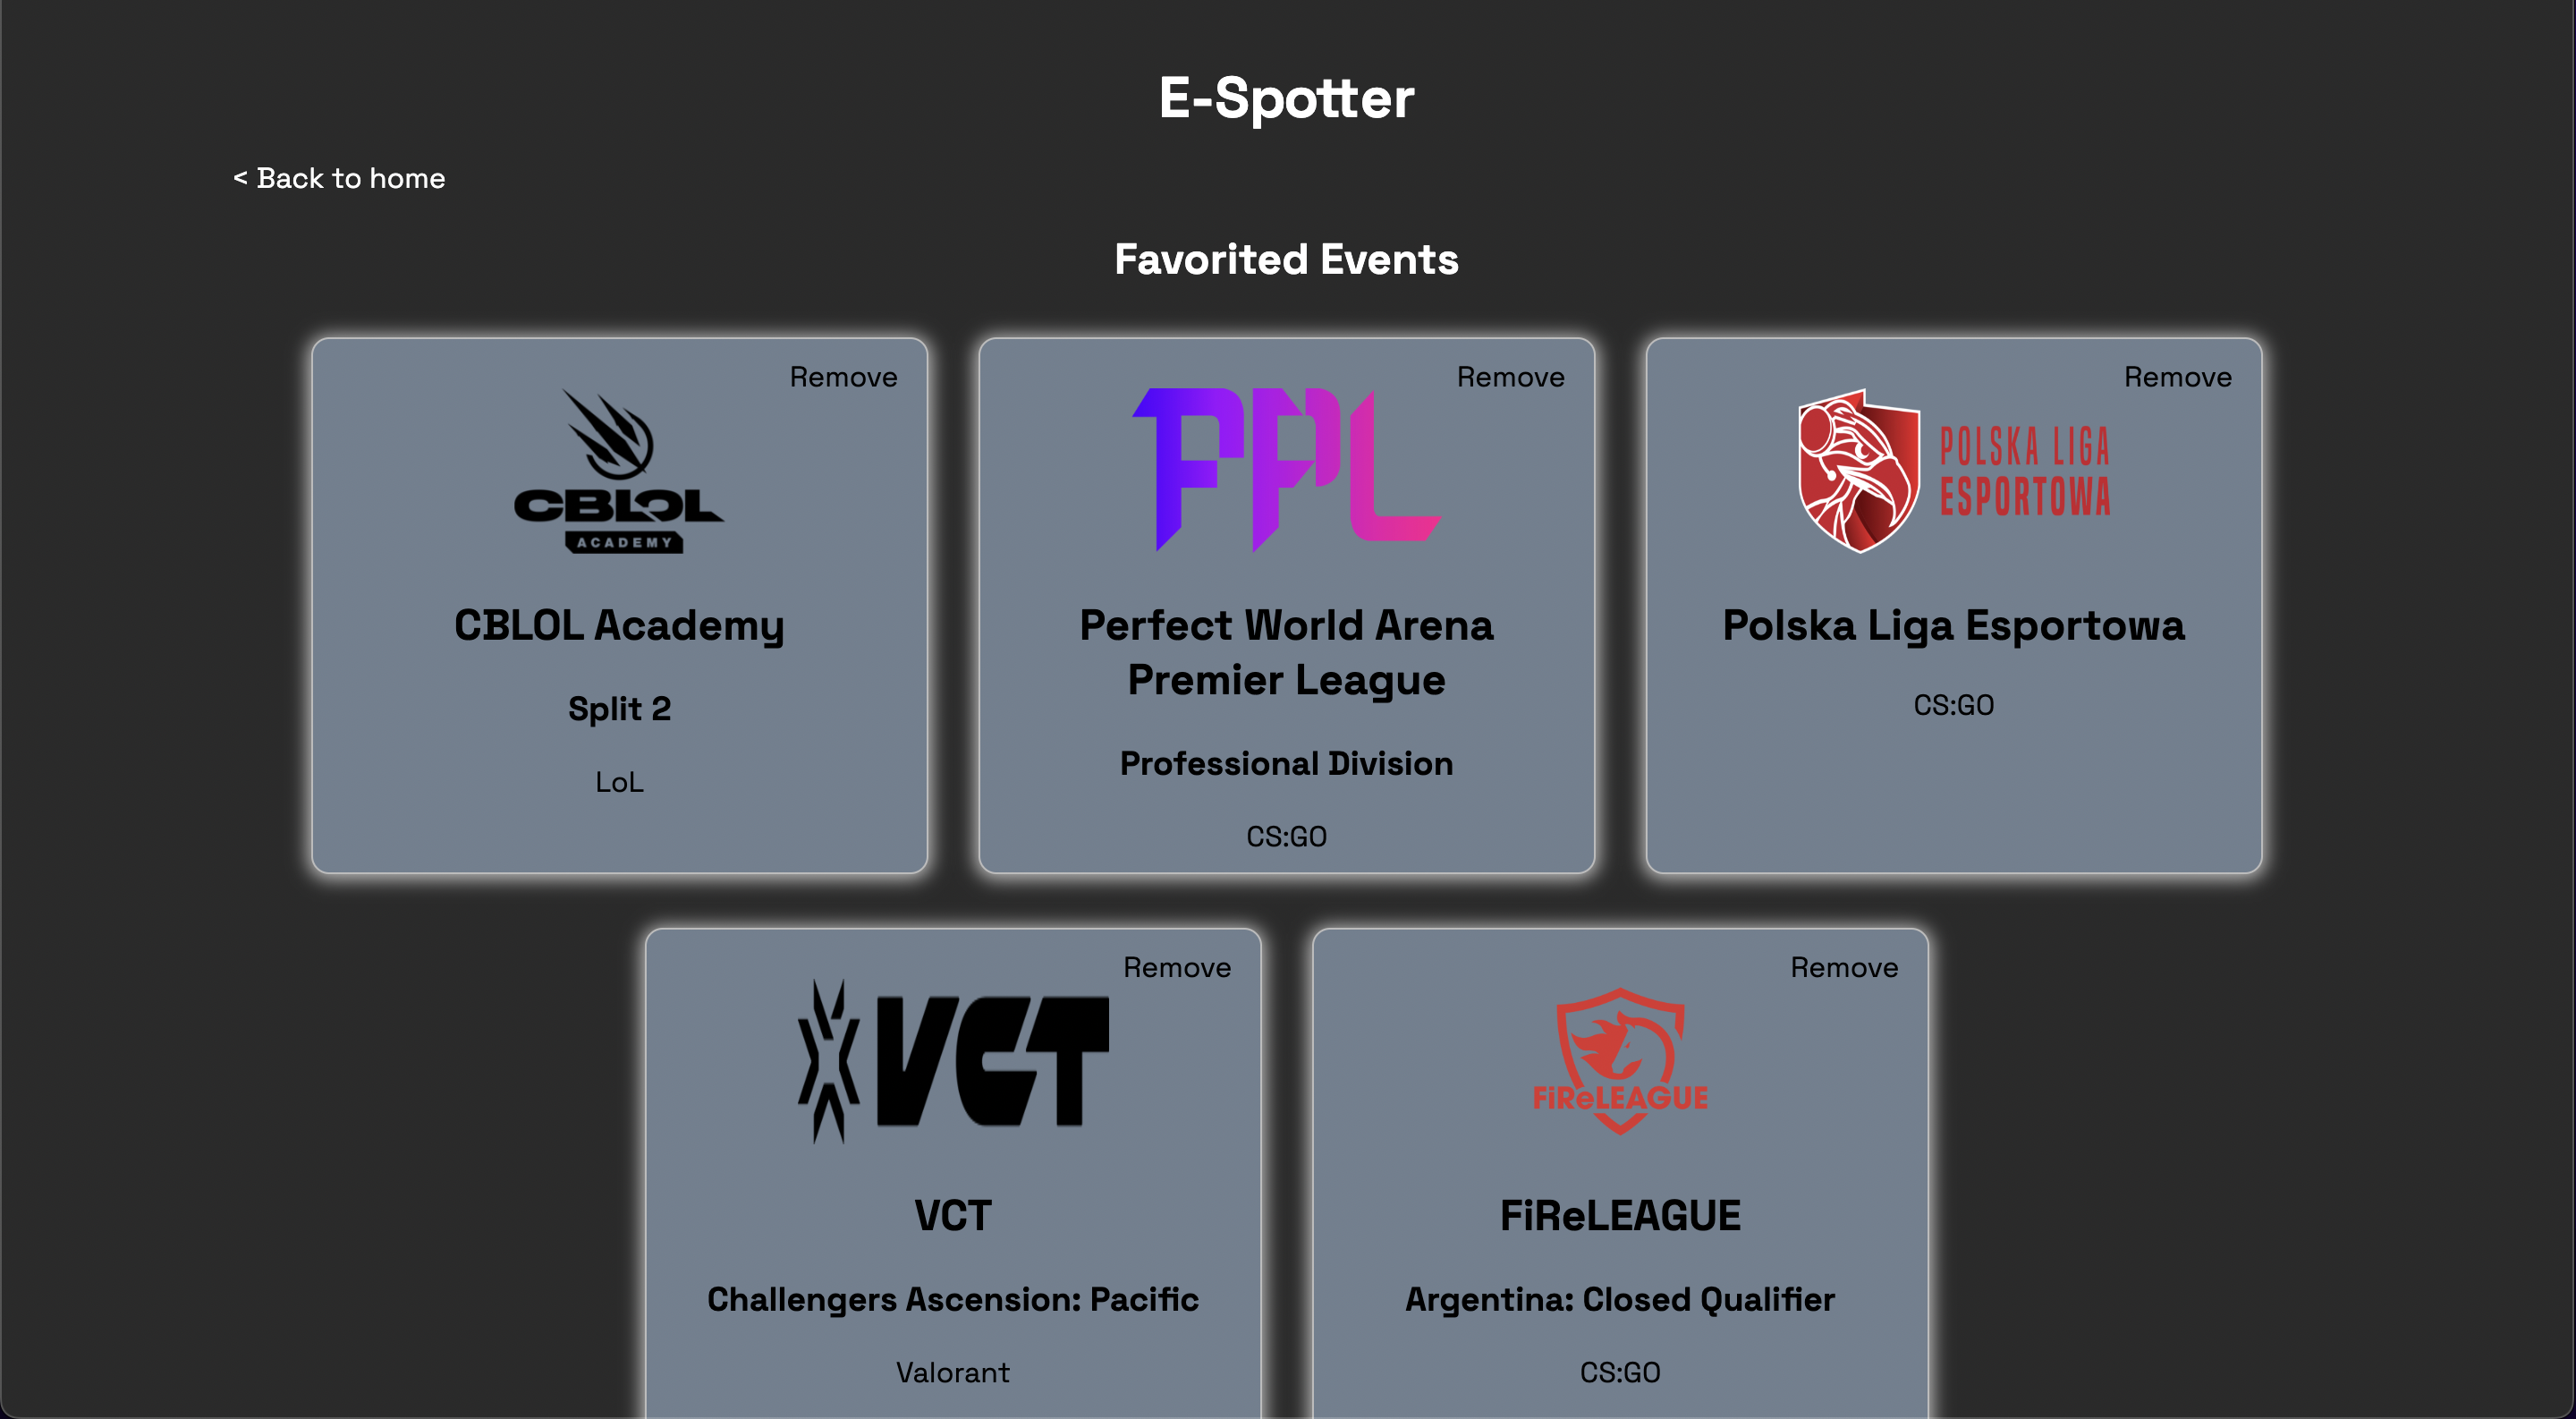 E-Spotter
< Back to home
Favorited Events
Remove
CBLOL
ACADEMY
CBLOL Academy
Split 2
LoL
Remove
PPL
Perfect World Arena
Premier League
Professional Division
CS:GO
Remove
POLSKA LIGA
ESPORTOWA
Polska Liga Esportowa
CS:GO
Remove
VCT
VCT
Challengers Ascension: Pacific
Valorant
Remove
FiReLEAGUE
FiReLEAGUE
Argentina: Closed Qualifier
CS:GO